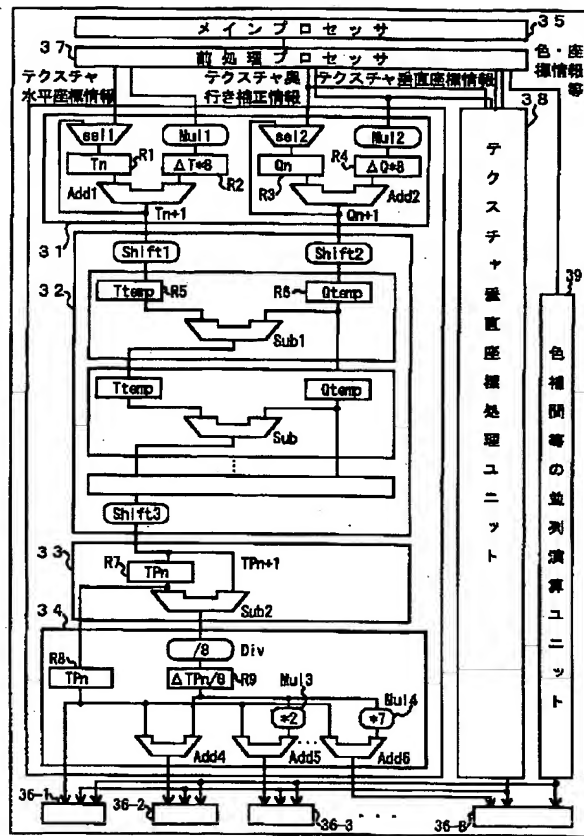 メインプロセッサ
35
37
前処理プロセッサ
色・座標情報等
テクスチャ水平座標情報
テクスチャ奥行き補正情報
テクスチャ垂直座標情報
38
sel1
Mul1
sel2
Mul2
Tn
R1
ΔT*8
R2
Qn
R3
R4
ΔQ*8
Add1
Tn+1
Qn+1
Add2
31
Shift1
Shift2
32
Ttemp
R5
R6
Qtemp
Sub1
Ttemp
Qtemp
Sub
Shift3
33
R7
TPn
TPn+1
Sub2
34
/8
Div
R8
TPn
ΔTPn/8
R9
Mul3
*2
Mul4
*7
Add4
Add5
Add6
36-1
36-2
36-3
36-8
テクスチャ垂直座標処理ユニット
39
色補間等の並列演算ユニット